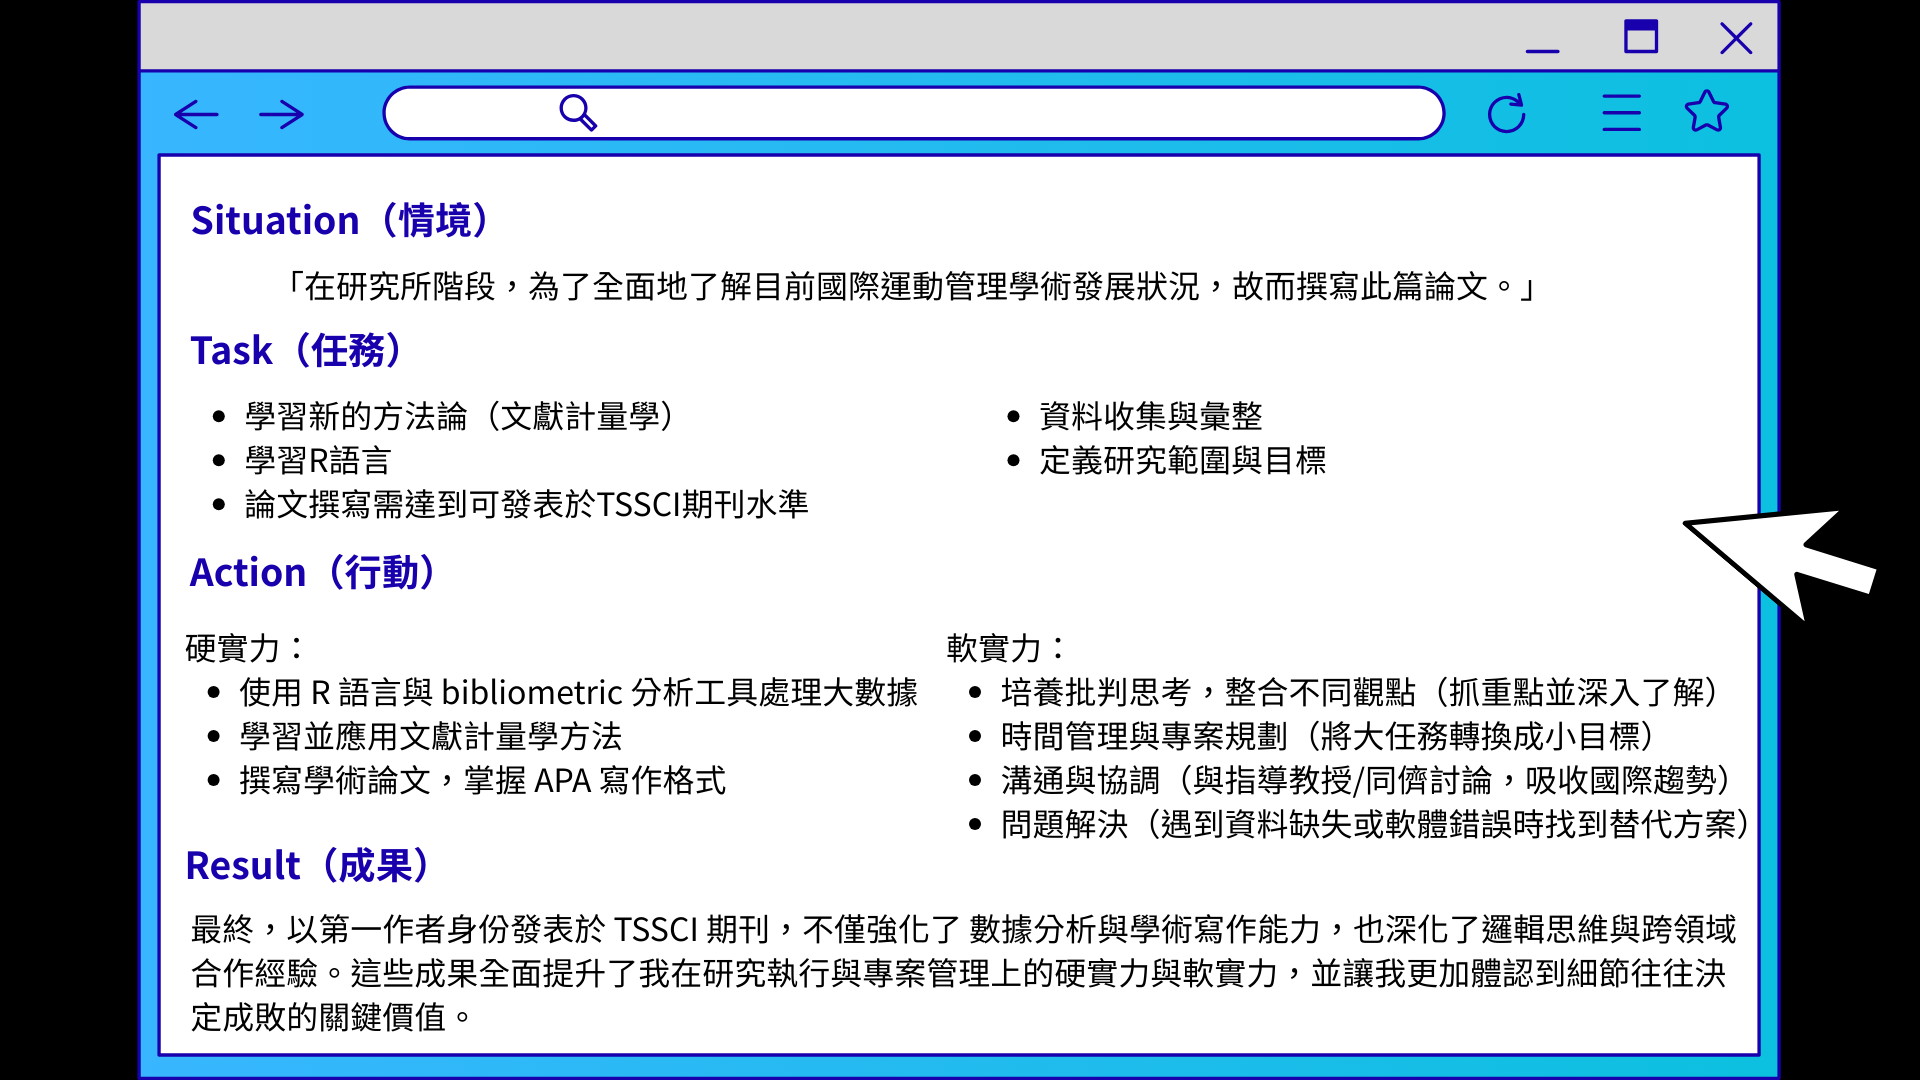 Situation（情境）
「在研究所階段，為了全面地了解目前國際運動管理學術發展狀況，故而撰寫此篇論文。」
Task（任務）
學習新的方法論（文獻計量學）
學習R語言
論文撰寫需達到可發表於TSSCI期刊水準
資料收集與彙整
定義研究範圍與目標
Action（行動）
硬實力：
使用 R 語言與 bibliometric 分析工具處理大數據
學習並應用文獻計量學方法
撰寫學術論文，掌握 APA 寫作格式
軟實力：
培養批判思考，整合不同觀點（抓重點並深入了解）
時間管理與專案規劃（將大任務轉換成小目標）
溝通與協調（與指導教授/同儕討論，吸收國際趨勢）
問題解決（遇到資料缺失或軟體錯誤時找到替代方案）
Result（成果）
最終，以第一作者身份發表於 TSSCI 期刊，不僅強化了 數據分析與學術寫作能力，也深化了邏輯思維與跨領域
合作經驗。這些成果全面提升了我在研究執行與專案管理上的硬實力與軟實力，並讓我更加體認到細節往往決
定成敗的關鍵價值。